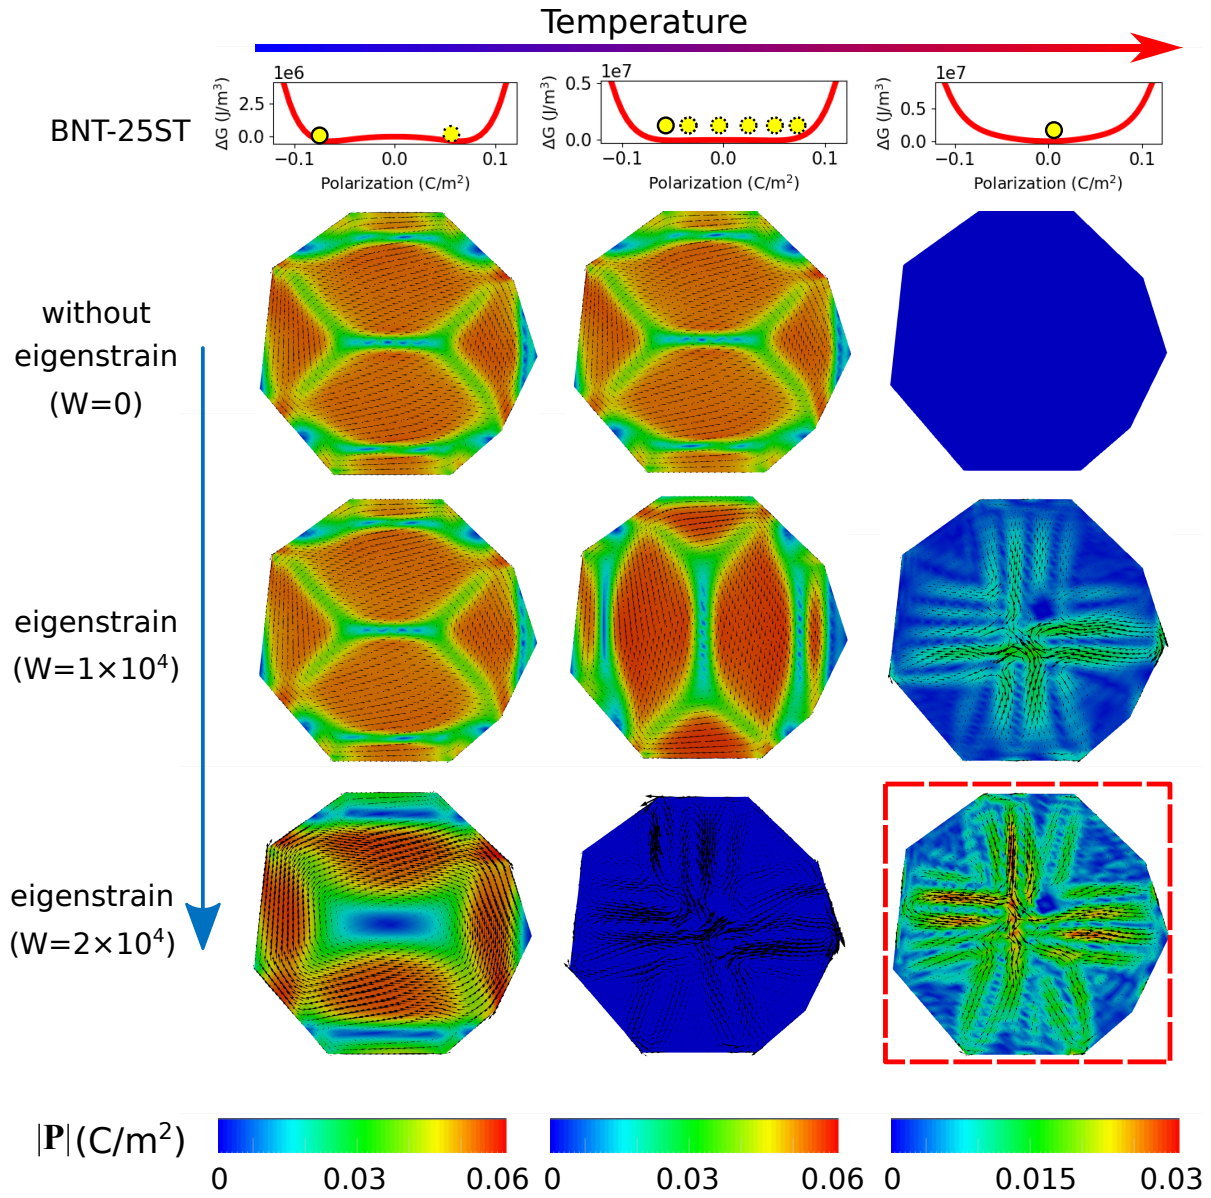 Temperature
BNT-25ST
1e6
ΔG (J/m³)
2.5
0.0
−0.1 0.0 0.1
Polarization (C/m²)
1e7
ΔG (J/m³)
0.5
0.0
−0.1 0.0 0.1
Polarization (C/m²)
1e7
ΔG (J/m³)
0.5
0.0
−0.1 0.0 0.1
Polarization (C/m²)
without
eigenstrain
(W=0)
eigenstrain
(W=1×10⁴)
eigenstrain
(W=2×10⁴)
|P|(C/m²)
0 0.03 0.06
0 0.03 0.06
0 0.015 0.03